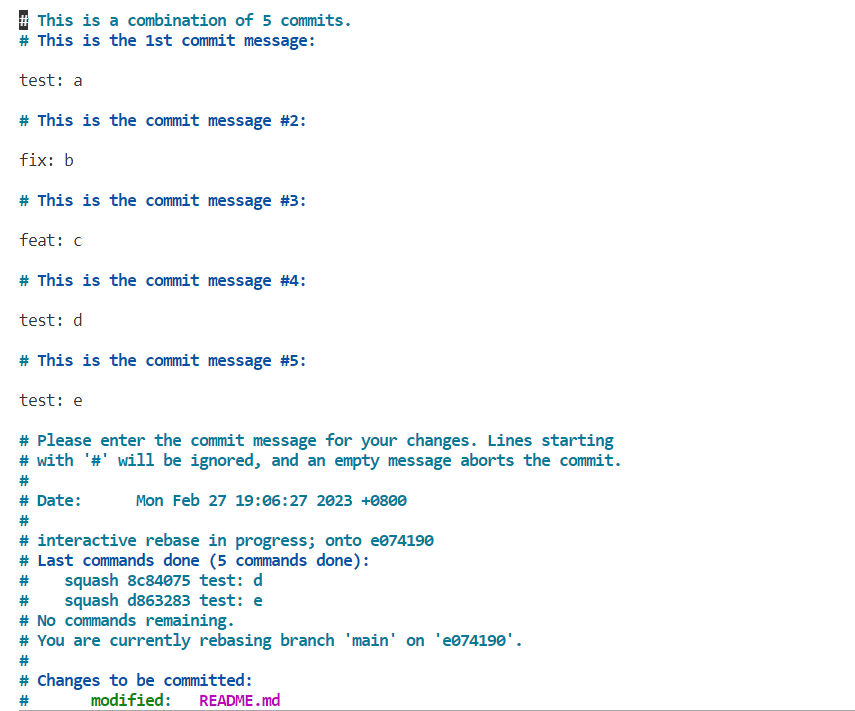 # This is a combination of 5 commits.
# This is the 1st commit message:
test: a
# This is the commit message #2:
fix: b
# This is the commit message #3:
feat: c
# This is the commit message #4:
test: d
# This is the commit message #5:
test: e
# Please enter the commit message for your changes. Lines starting
# with '#' will be ignored, and an empty message aborts the commit.
#
# Date:      Mon Feb 27 19:06:27 2023 +0800
#
# interactive rebase in progress; onto e074190
# Last commands done (5 commands done):
#    squash 8c84075 test: d
#    squash d863283 test: e
# No commands remaining.
# You are currently rebasing branch 'main' on 'e074190'.
#
# Changes to be committed:
#       modified:   README.md